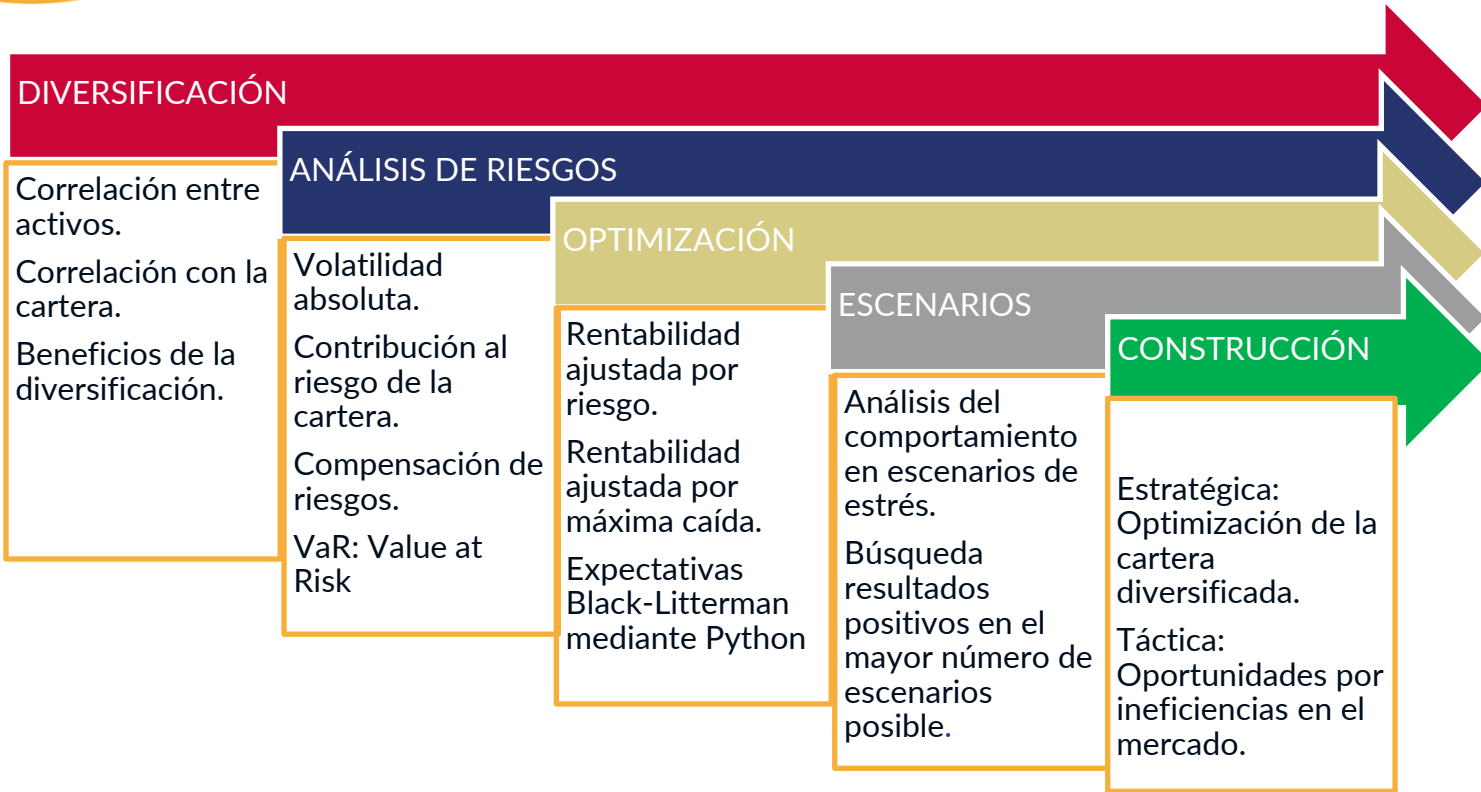 DIVERSIFICACIÓN
Correlación entre
activos.
Correlación con la
cartera.
Beneficios de la
diversificación.
ANÁLISIS DE RIESGOS
Volatilidad
absoluta.
Contribución al
riesgo de la
cartera.
Compensación de
riesgos.
VaR: Value at
Risk
OPTIMIZACIÓN
Rentabilidad
ajustada por
riesgo.
Rentabilidad
ajustada por
máxima caída.
Expectativas
Black-Litterman
mediante Python
ESCENARIOS
Análisis del
comportamiento
en escenarios de
estrés.
Búsqueda
resultados
positivos en el
mayor número de
escenarios
posible.
CONSTRUCCIÓN
Estratégica:
Optimización de la
cartera
diversificada.
Táctica:
Oportunidades por
ineficiencias en el
mercado.